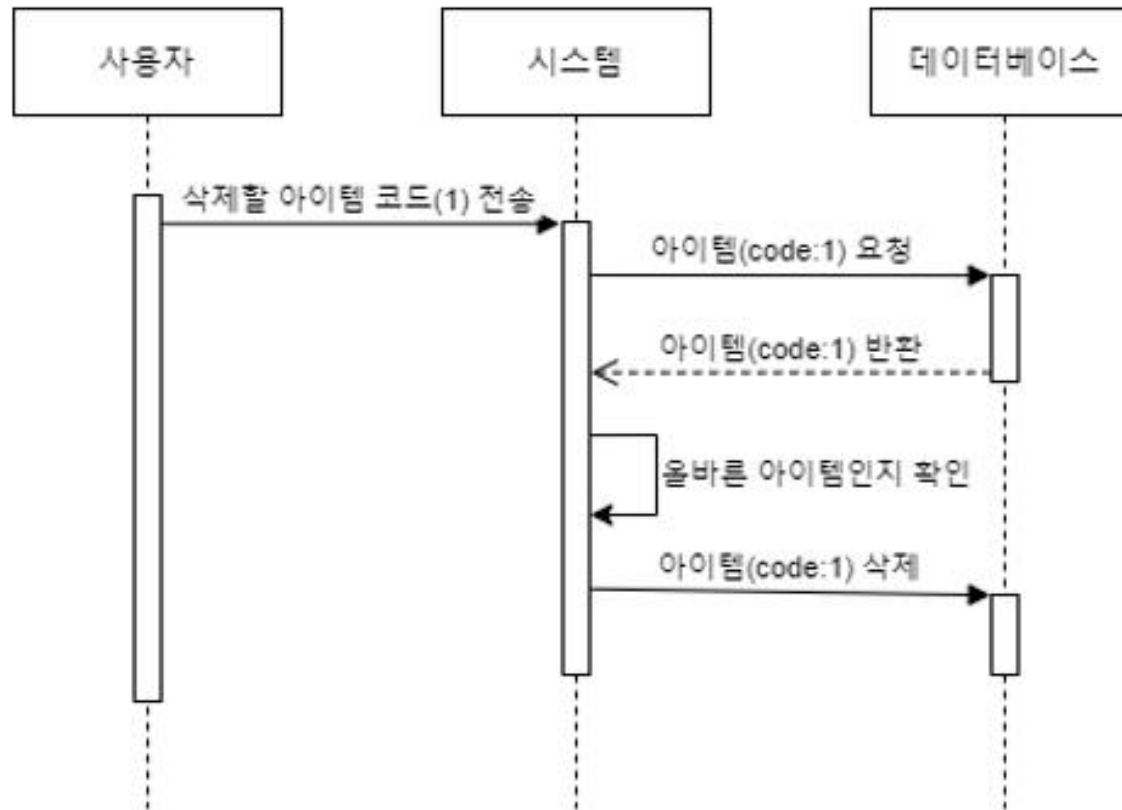 사용자
시스템
데이터베이스
삭제할 아이템 코드(1) 전송
아이템(code:1) 요청
아이템(code:1) 반환
올바른 아이템인지 확인
아이템(code:1) 삭제